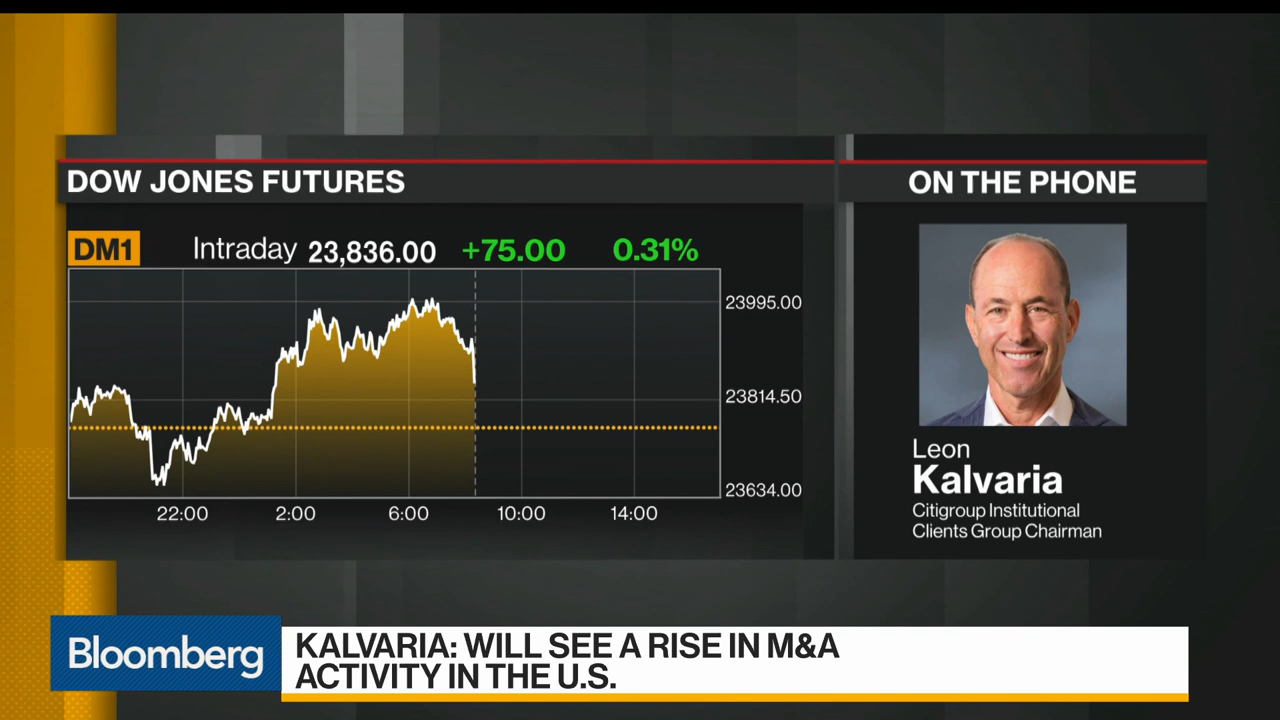 DOW JONES FUTURES
DM1 Intraday 23,836.00 +75.00 0.31%
23995.00
23814.50
23634.00
22:00 2:00 6:00 10:00 14:00
ON THE PHONE
Leon
Kalvaria
Citigroup Institutional
Clients Group Chairman
Bloomberg
KALVARIA: WILL SEE A RISE IN M&A
ACTIVITY IN THE U.S.